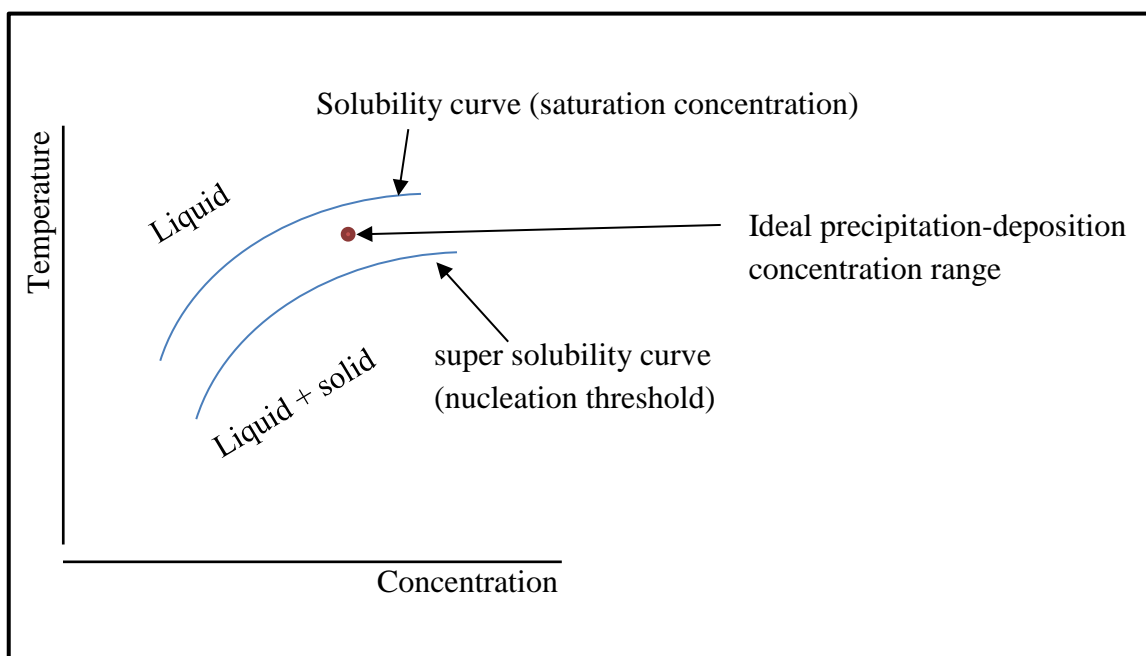 Solubility curve (saturation concentration)
Liquid
Temperature
Ideal precipitation-deposition
concentration range
super solubility curve
(nucleation threshold)
Liquid + solid
Concentration